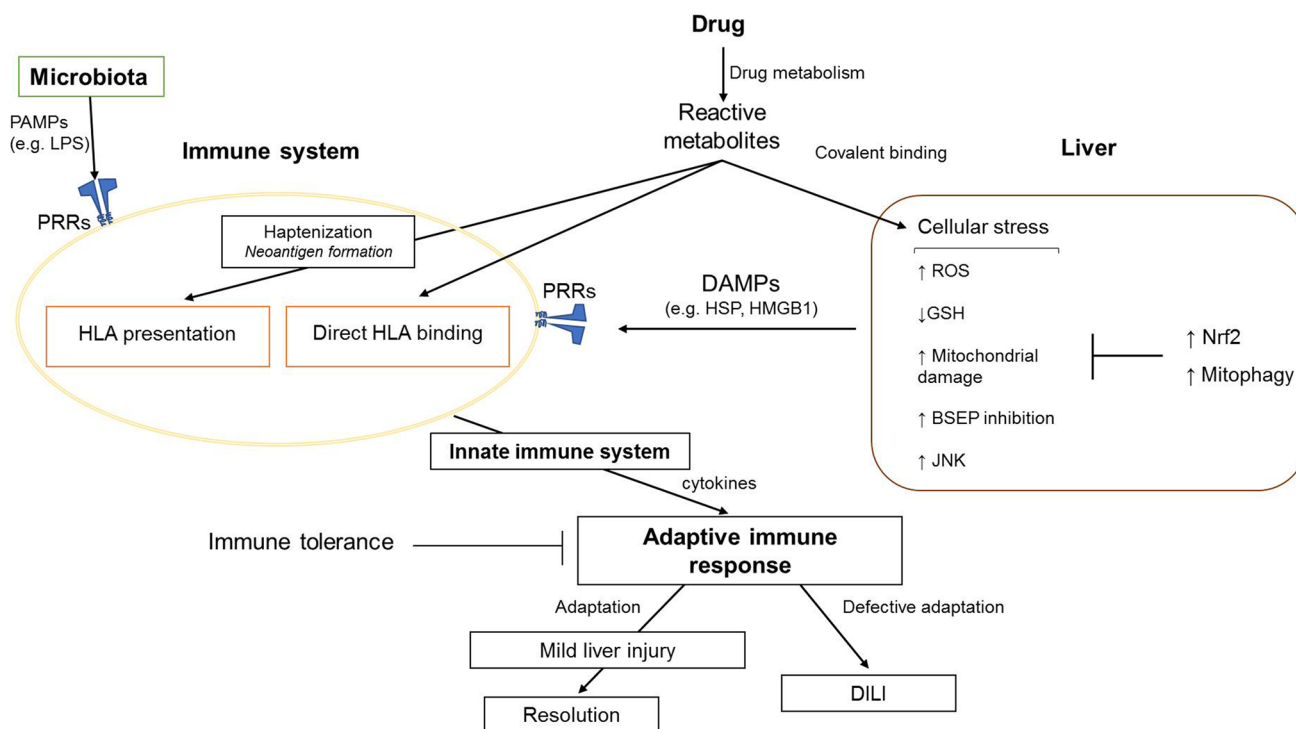 Drug
Drug metabolism
Microbiota
Reactive
metabolites
PAMPs
(e.g. LPS)
Immune system
Covalent binding
Liver
PRRs
Haptenization
Neoantigen formation
Cellular stress
↑ ROS
↓GSH
↑ Mitochondrial
damage
↑ BSEP inhibition
↑ JNK
↑ Nrf2
↑ Mitophagy
DAMPs
(e.g. HSP, HMGB1)
PRRs
HLA presentation
Direct HLA binding
Innate immune system
cytokines
Immune tolerance
Adaptive immune
response
Adaptation
Defective adaptation
Mild liver injury
DILI
Resolution